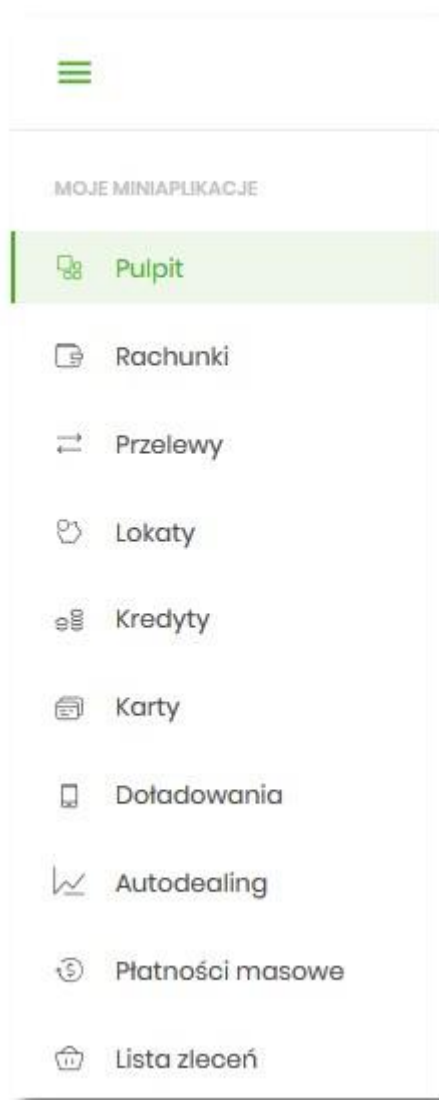 MOJE MINIAPLIKACJE
Pulpit
Rachunki
Przelewy
Lokaty
Kredyty
Karty
Doładowania
Autodealing
Płatności masowe
Lista zleceń